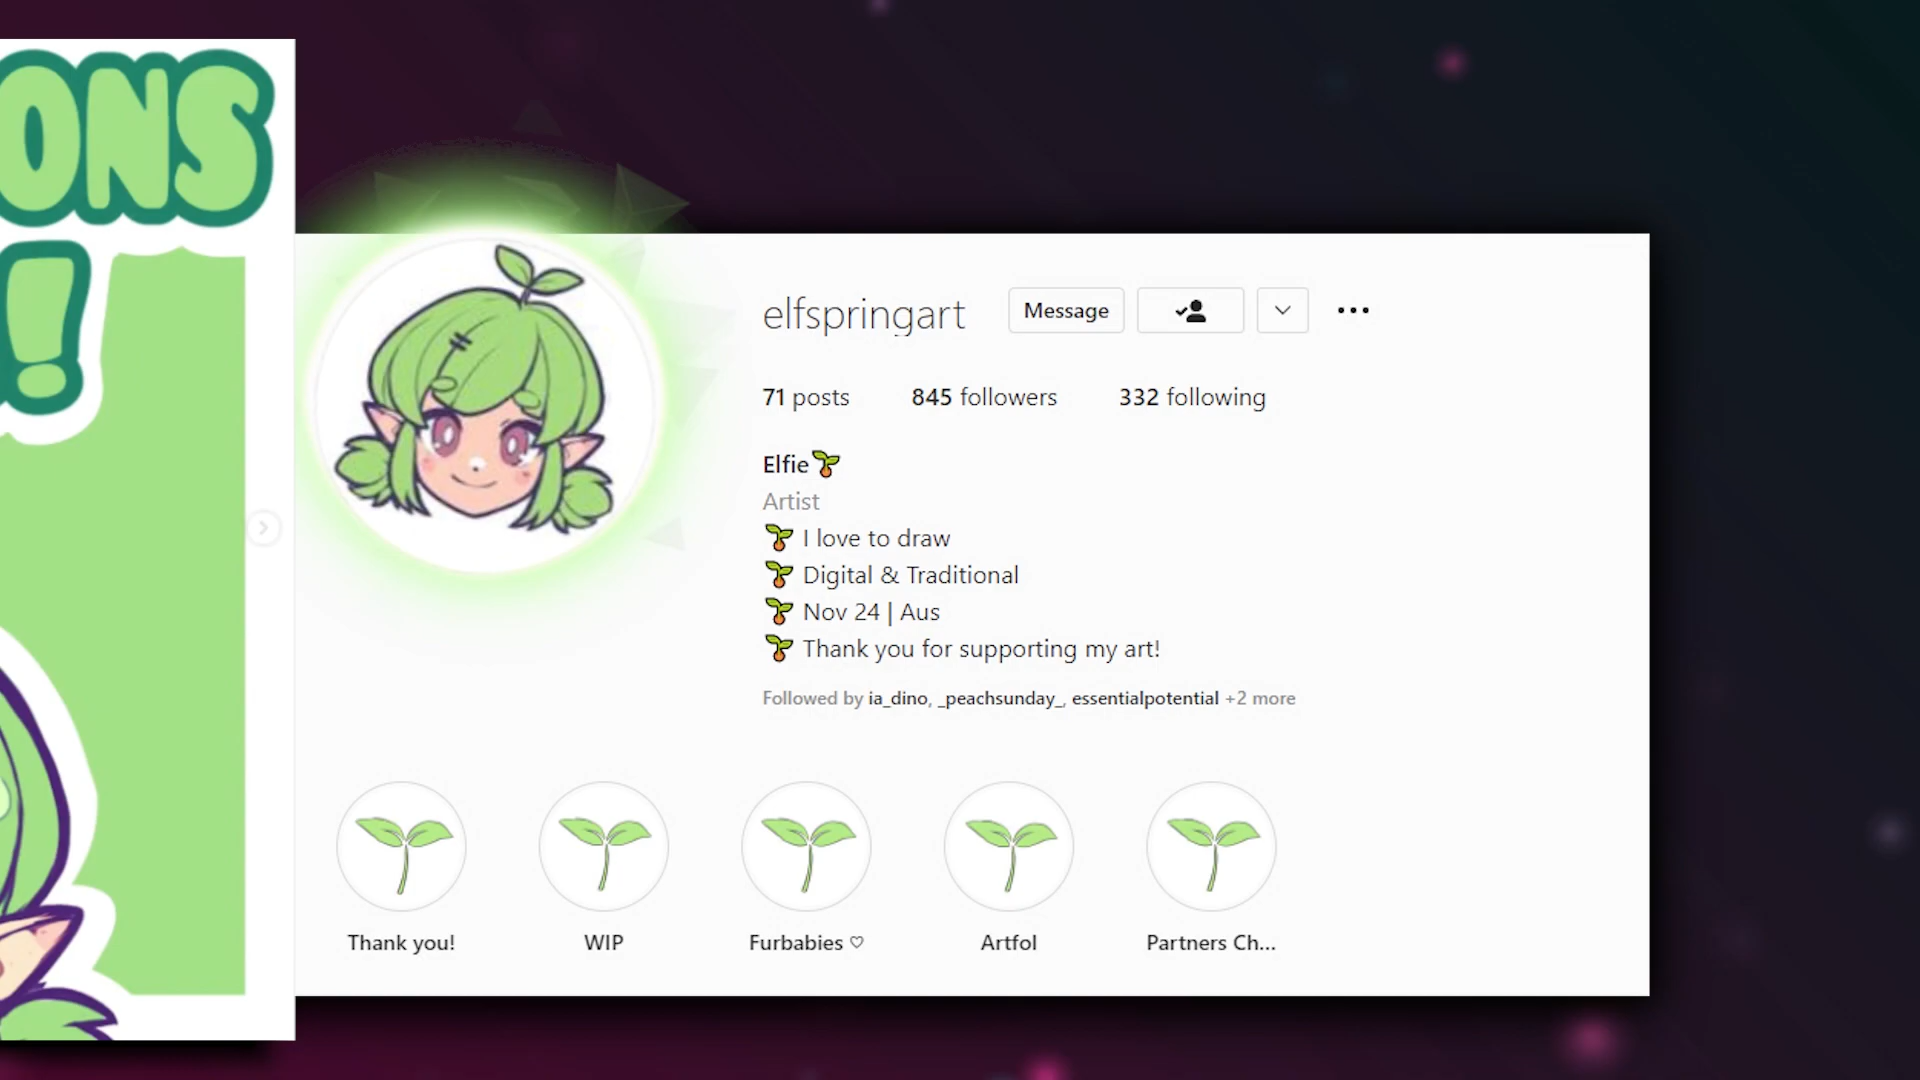 ONS
!
elfspringart Message
71 posts 845 followers 332 following
Elfie
Artist
I love to draw
Digital & Traditional
Nov 24 | Aus
Thank you for supporting my art!
Followed by ia_dino, _peachsunday_, essentialpotential +2 more
Thank you! WIP Furbabies ♡ Artfol Partners Ch...